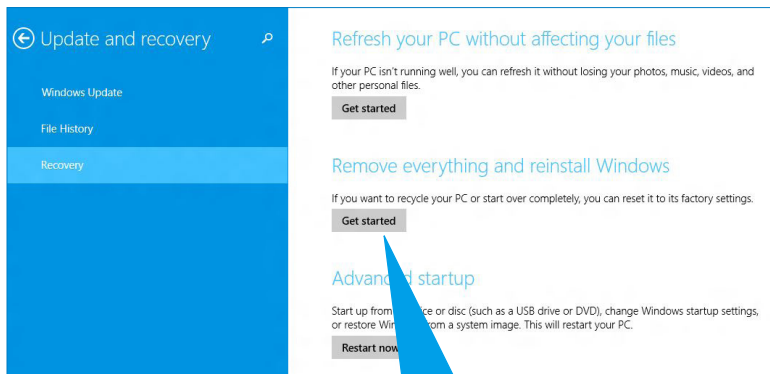 Update and recovery
Windows Update
File History
Recovery
Refresh your PC without affecting your files
If your PC isn't running well, you can refresh it without losing your photos, music, videos, and
other personal files.
Get started
Remove everything and reinstall Windows
If you want to recycle your PC or start over completely, you can reset it to its factory settings.
Get started
Advanced startup
Start up from or disc (such as a USB drive or DVD), change Windows startup settings,
or restore from a system image. This will restart your PC.
Restart now